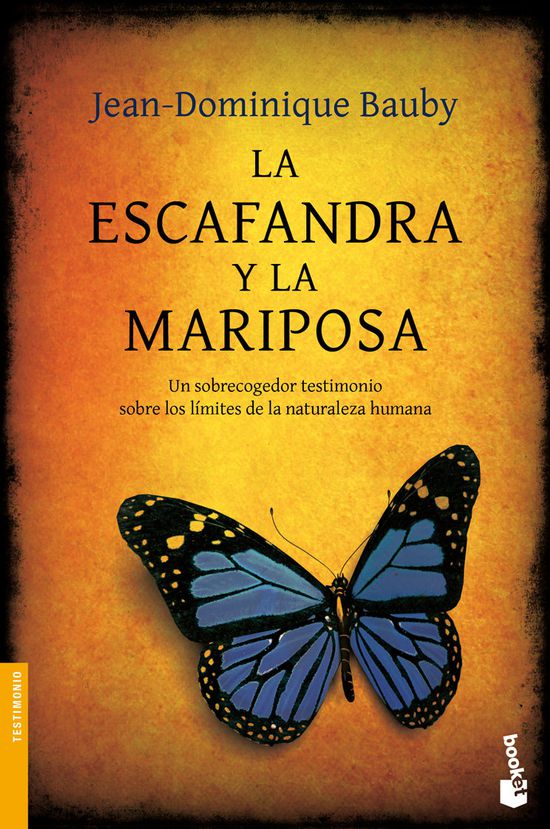 Jean-Dominique Bauby
LA
ESCAFANDRA
Y LA
MARIPOSA
Un sobrecogedor testimonio
sobre los límites de la naturaleza humana
TESTIMONIO
booket